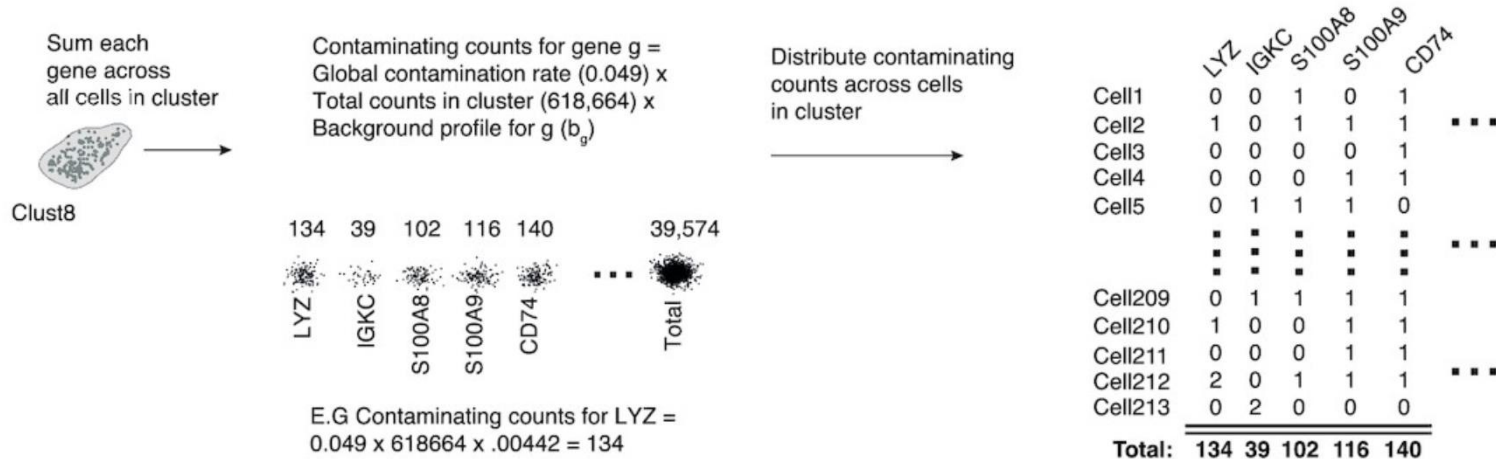 Sum each
gene across
all cells in cluster
Clust8
Contaminating counts for gene g =
Global contamination rate (0.049) x
Total counts in cluster (618,664) x
Background profile for g (b_g)
134 39 102 116 140 39,574
LYZ IGKC S100A8 S100A9 CD74 Total
E.G Contaminating counts for LYZ =
0.049 x 618664 x .00442 = 134
Distribute contaminating
counts across cells
in cluster
LYZ IGKC S100A8 S100A9 CD74
Cell1 0 0 1 0 1
Cell2 1 0 1 1 1
Cell3 0 0 0 0 1
Cell4 0 0 0 1 1
Cell5 0 1 1 1 0
Cell209 0 1 1 1 1
Cell210 1 0 0 1 1
Cell211 0 0 0 1 1
Cell212 2 0 1 1 1
Cell213 0 2 0 0 0
Total: 134 39 102 116 140